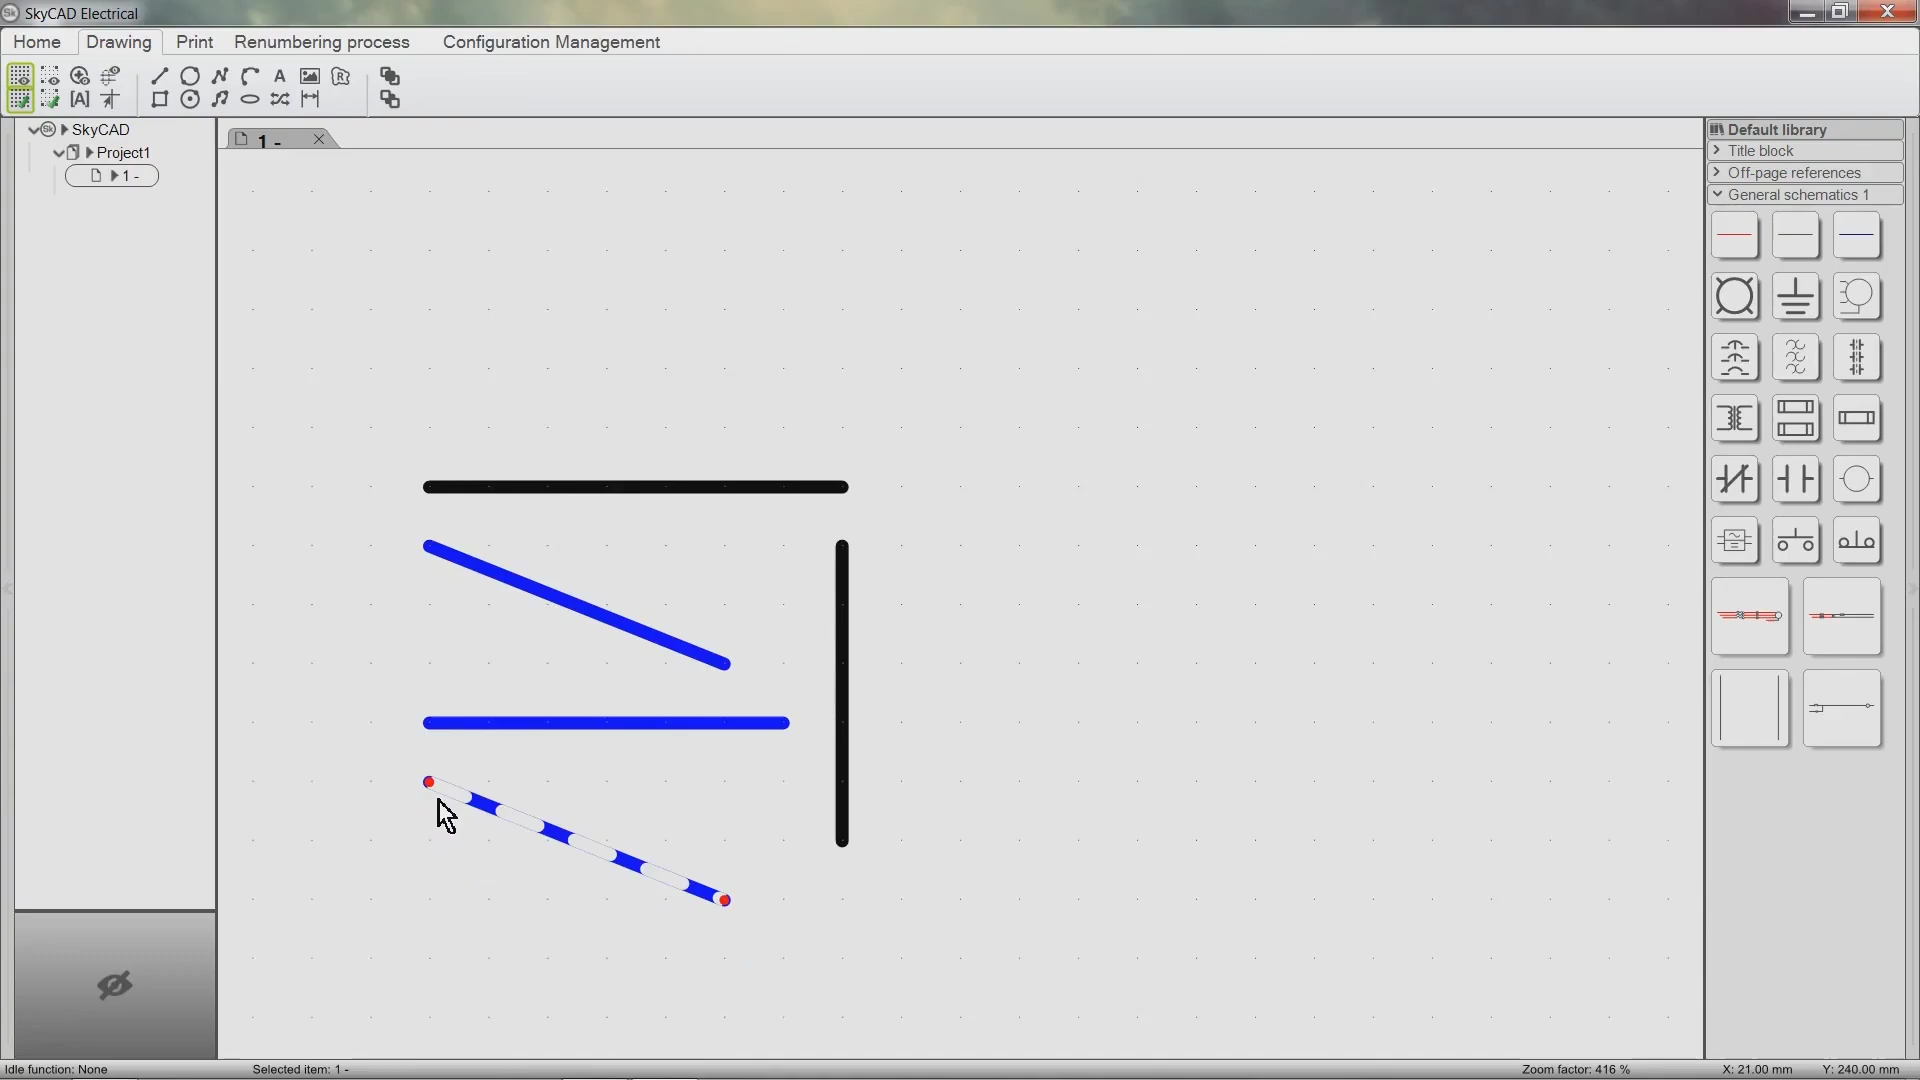 SkyCAD Electrical
Home Drawing Print Renumbering process Configuration Management
A
R
[A]
SkyCAD
Project1
1 -
1 -
Default library
Title block
Off-page references
General schematics 1
Idle function: None
Selected item: 1 -
Zoom factor: 416 %
X: 21.00 mm
Y: 240.00 mm